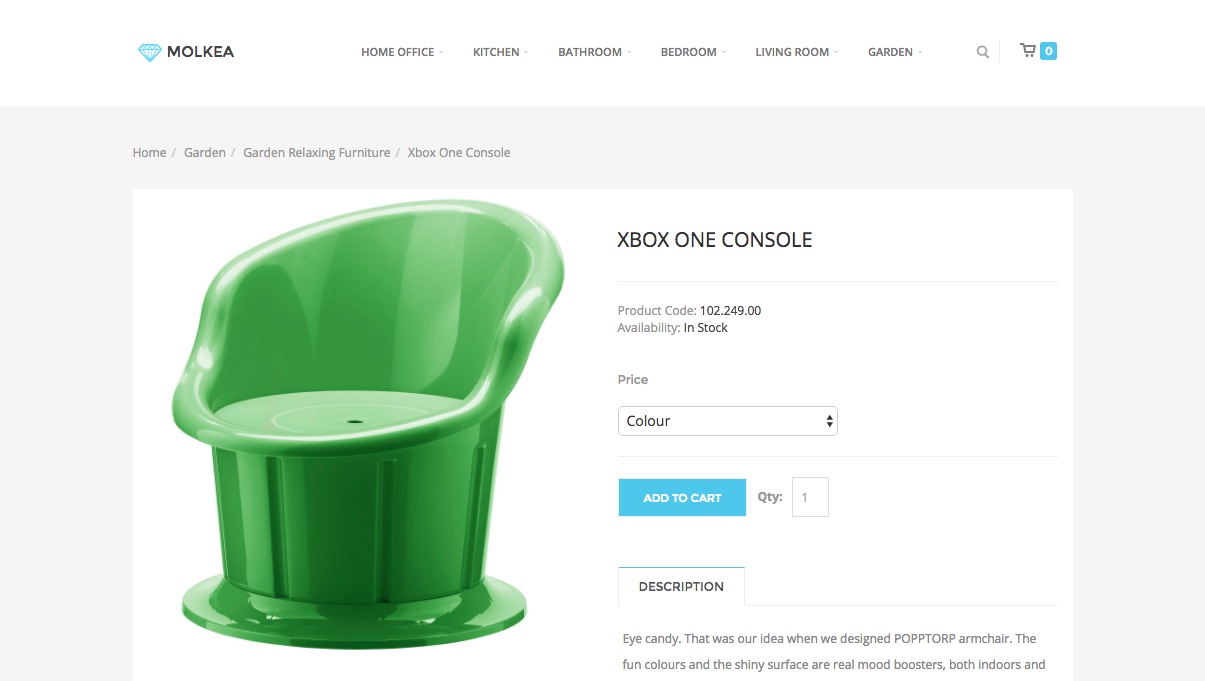 MOLKEA
HOME OFFICE KITCHEN BATHROOM BEDROOM LIVING ROOM GARDEN 0
Home / Garden / Garden Relaxing Furniture / Xbox One Console
XBOX ONE CONSOLE
Product Code: 102.249.00
Availability: In Stock
Price
Colour
ADD TO CART Qty: 1
DESCRIPTION
Eye candy. That was our idea when we designed POPPTORP armchair. The
fun colours and the shiny surface are real mood boosters, both indoors and